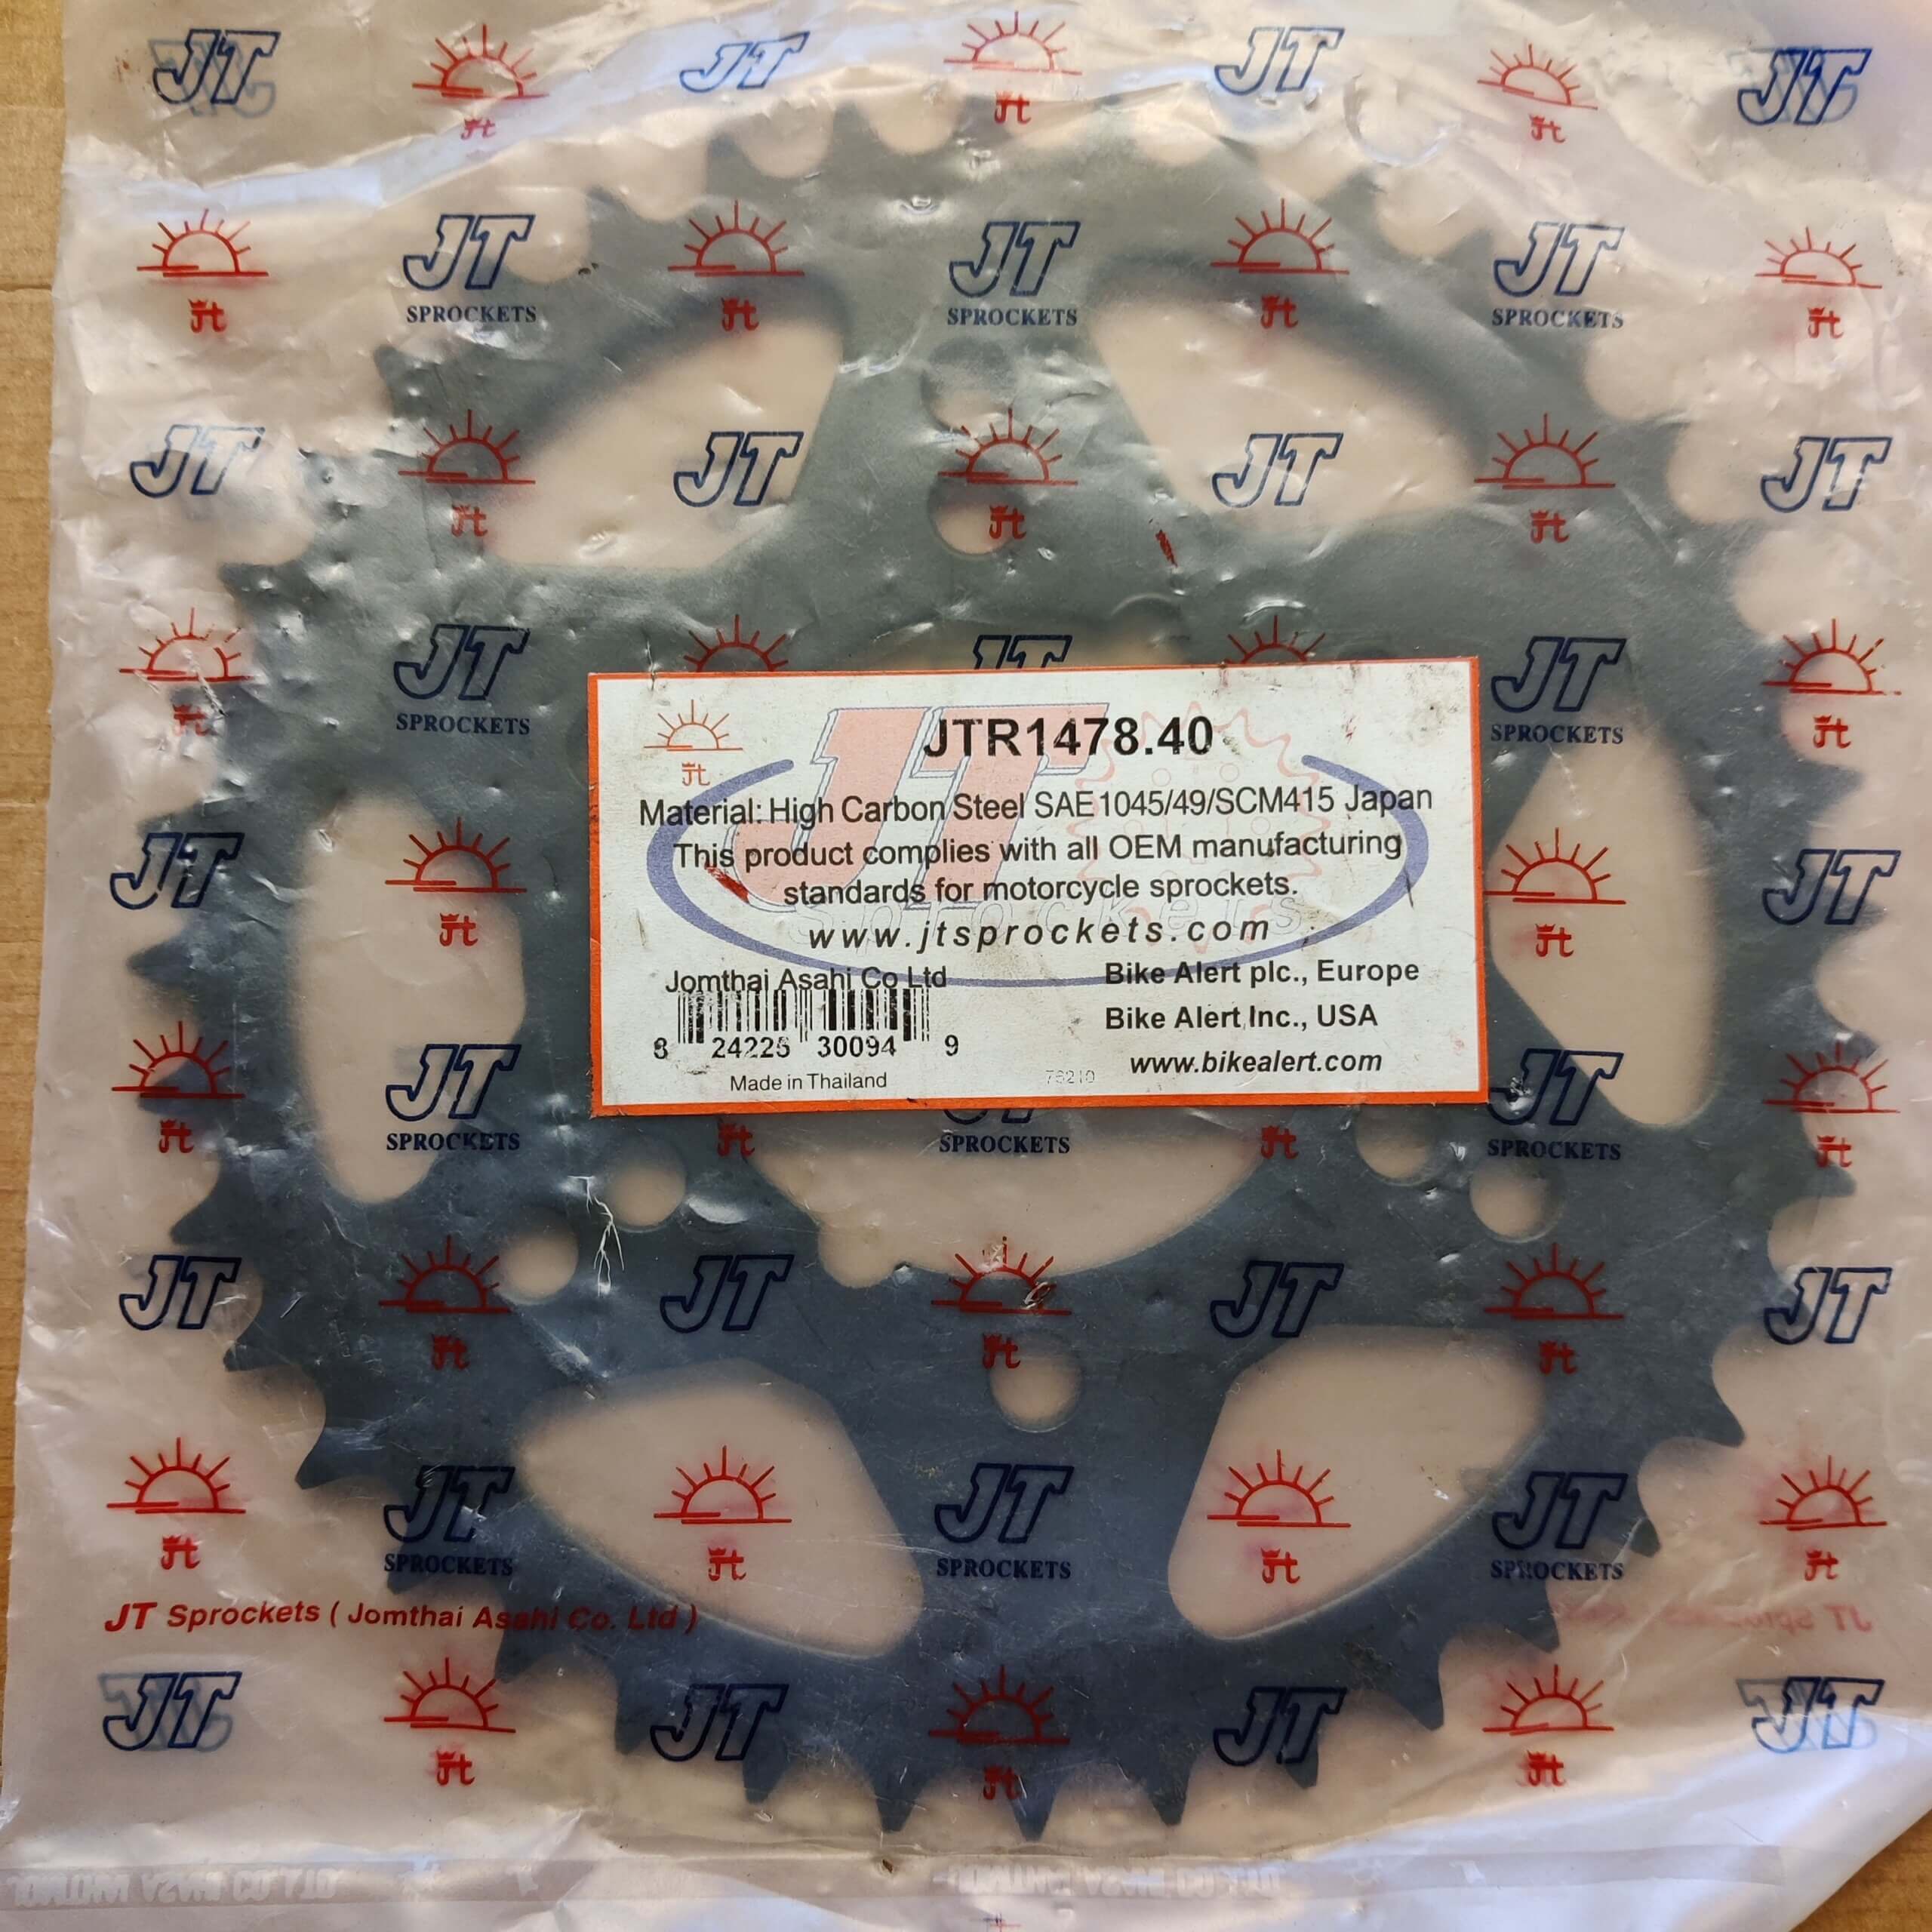 JTR1478.40
Jt
Material: High Carbon Steel SAE1045/49/SCM415 Japan
This product complies with all OEM manufacturing
standards for motorcycle sprockets.
www.jtsprockets.com
Jomthai Asahi Co Ltd
Bike Alert plc., Europe
Bike Alert Inc., USA
8 24225 30094 9
www.bikealert.com
Made in Thailand
JT
SPROCKETS
JT Sprockets ( Jomthai Asahi Co. Ltd )